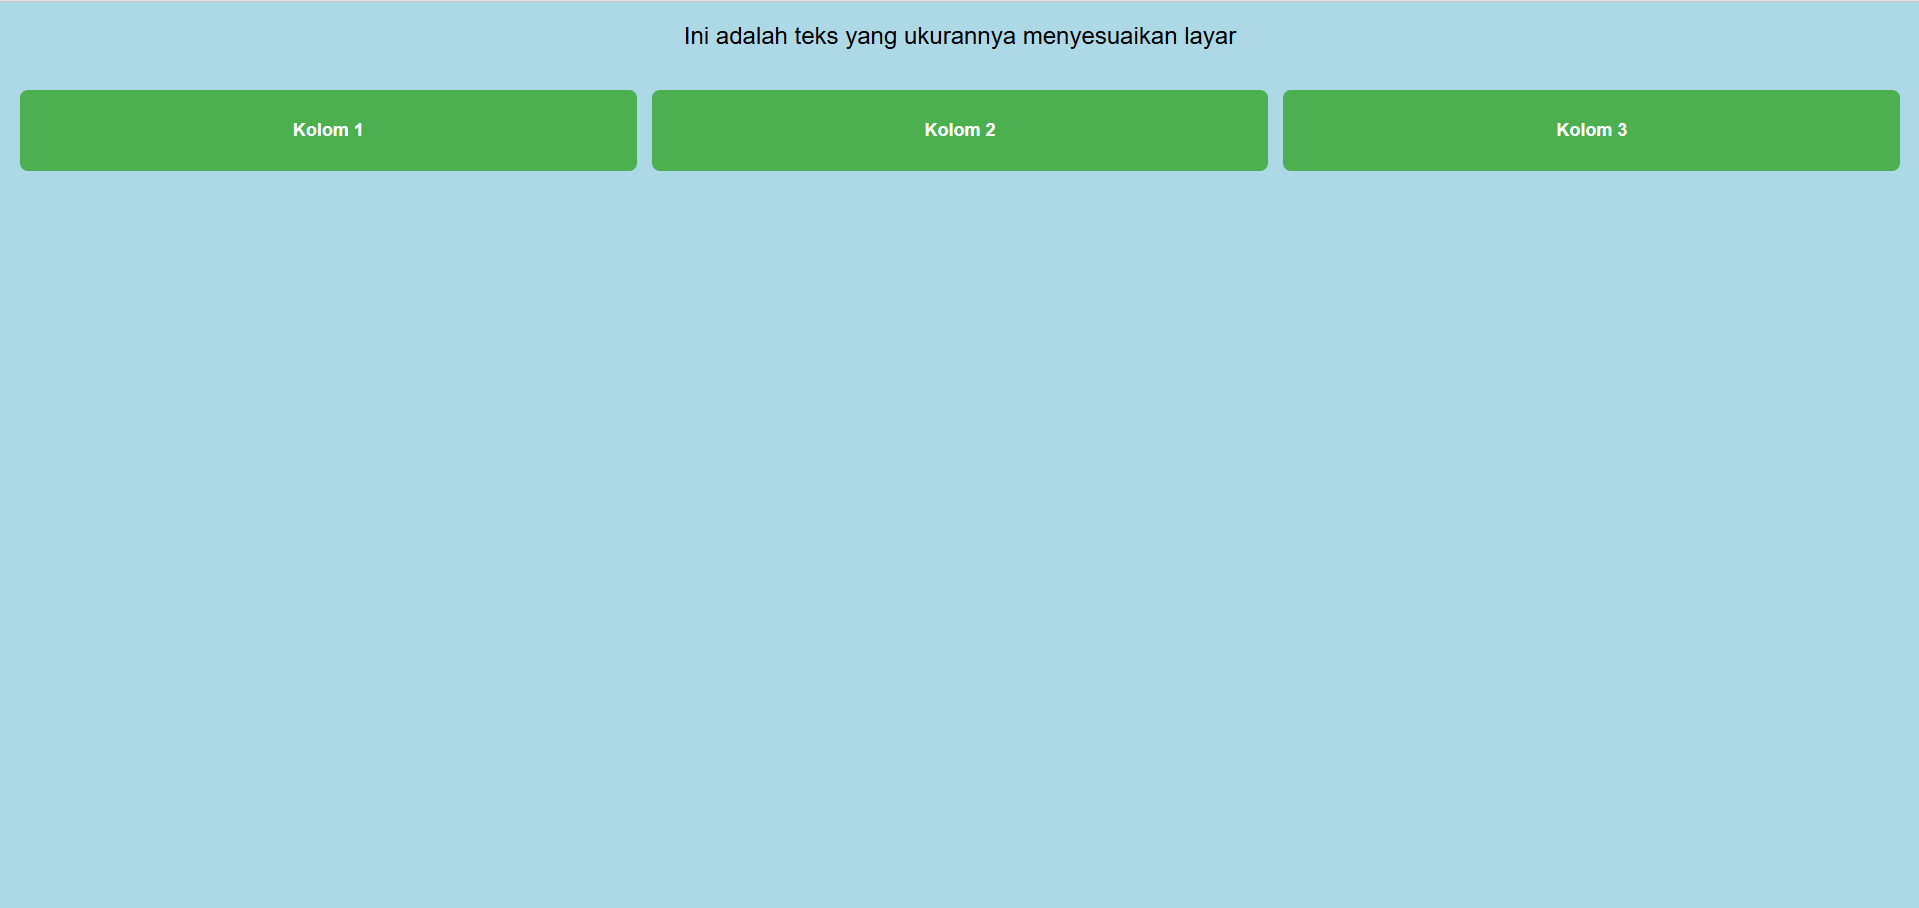 Ini adalah teks yang ukurannya menyesuaikan layar
Kolom 1
Kolom 2
Kolom 3